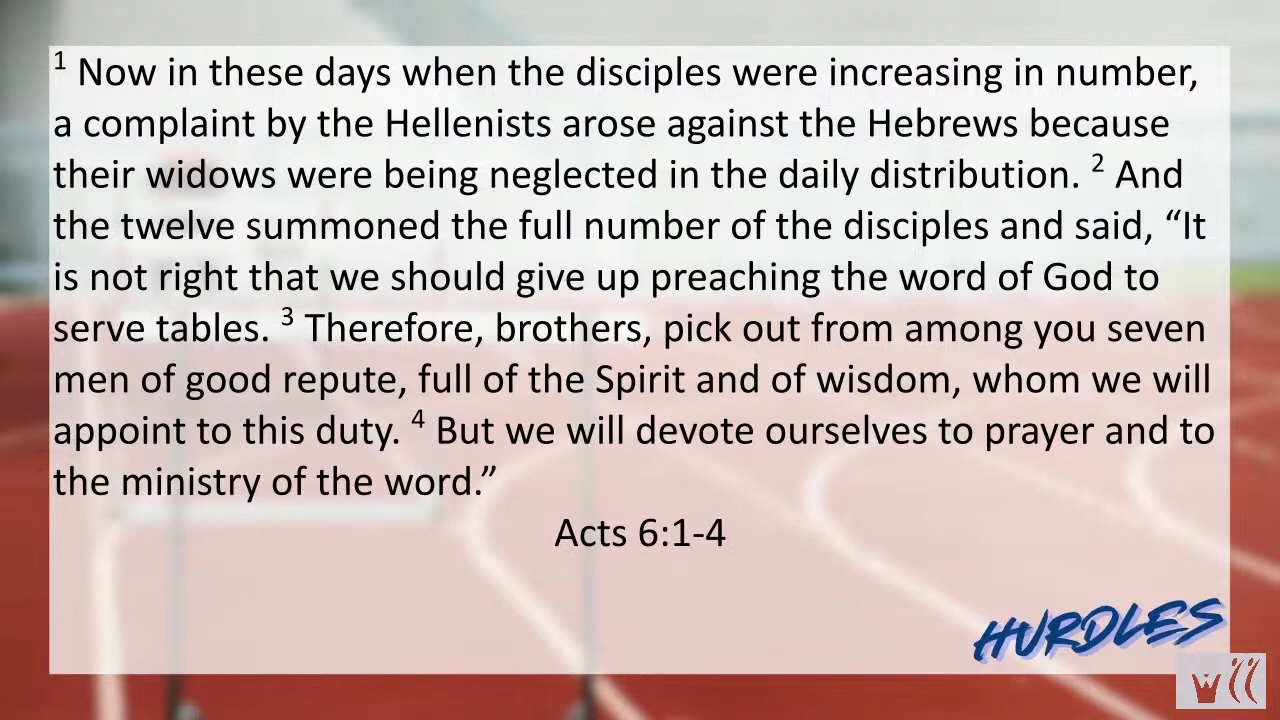 1 Now in these days when the disciples were increasing in number,
a complaint by the Hellenists arose against the Hebrews because
their widows were being neglected in the daily distribution. 2 And
the twelve summoned the full number of the disciples and said, “It
is not right that we should give up preaching the word of God to
serve tables. 3 Therefore, brothers, pick out from among you seven
men of good repute, full of the Spirit and of wisdom, whom we will
appoint to this duty. 4 But we will devote ourselves to prayer and to
the ministry of the word.”
Acts 6:1-4
HURDLES